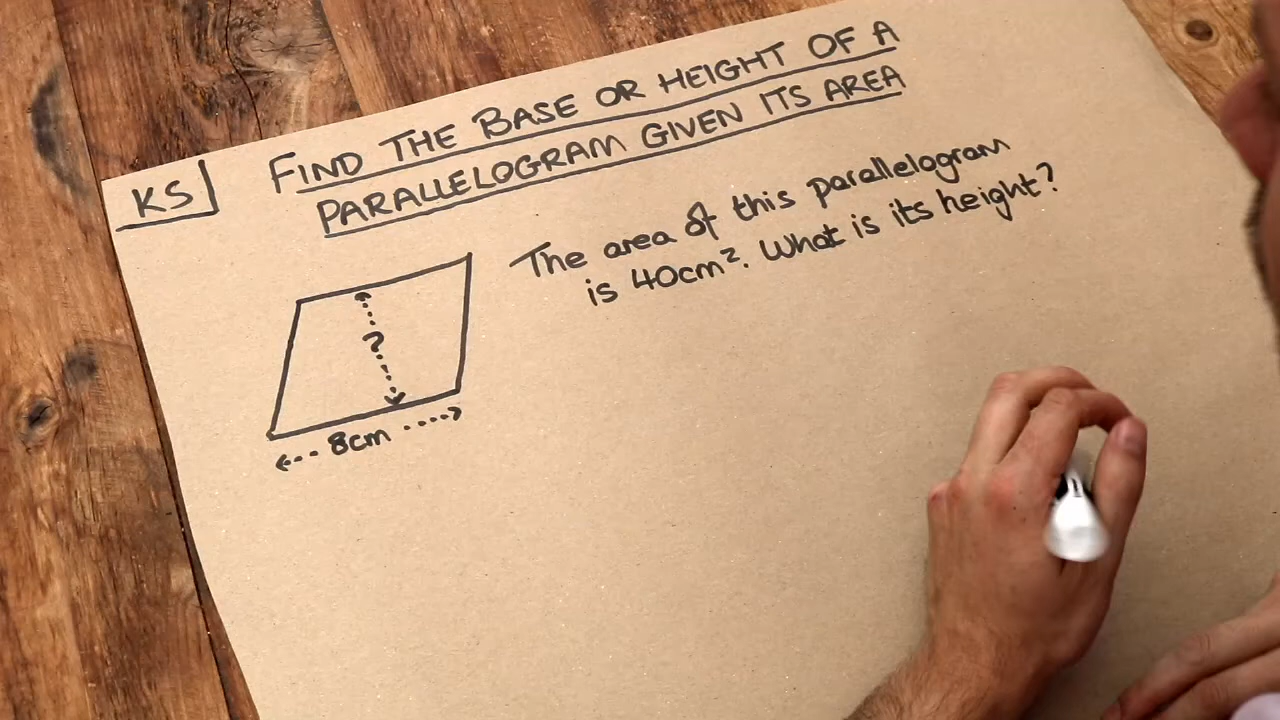 KS
FIND THE BASE OR HEIGHT OF A
PARALLELOGRAM GIVEN ITS AREA
The area of this parallelogram
is 40cm². What is its height?
?
8cm